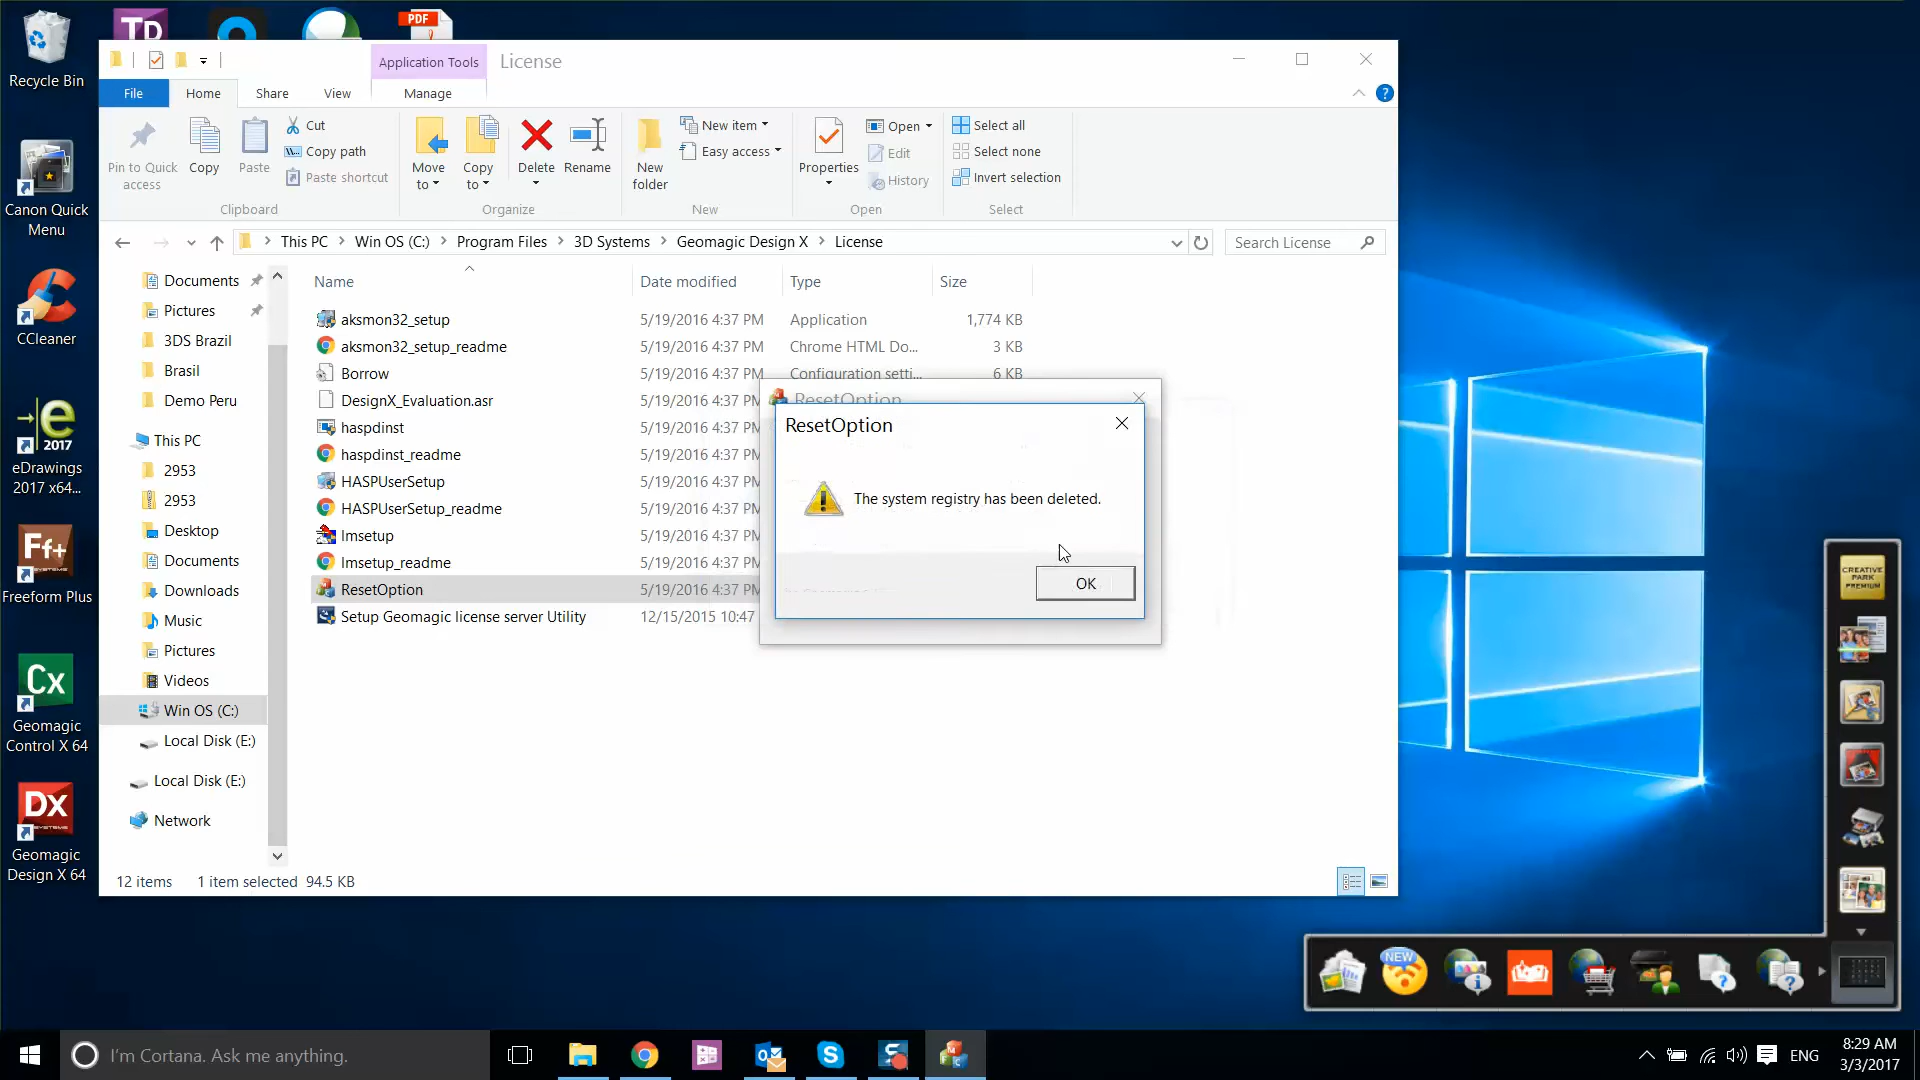 TD
PDF
Recycle Bin
Canon Quick
Menu
CCleaner
2017
eDrawings
2017 x64...
Ff+
Freeform Plus
Cx
Geomagic
Control X 64
DX
Geomagic
Design X 64
Application Tools
License
File
Home
Share
View
Manage
Pin to Quick
access
Copy
Paste
Cut
Copy path
Paste shortcut
Clipboard
Move
to
Copy
to
Delete
Rename
Organize
New
folder
New item
Easy access
New
Properties
Open
Edit
History
Open
Select all
Select none
Invert selection
Select
This PC > Win OS (C:) > Program Files > 3D Systems > Geomagic Design X > License
Search License
Documents
Pictures
3DS Brazil
Brasil
Demo Peru
This PC
2953
2953
Desktop
Documents
Downloads
Music
Pictures
Videos
Win OS (C:)
Local Disk (E:)
Local Disk (E:)
Network
Name Date modified Type Size
aksmon32_setup 5/19/2016 4:37 PM Application 1,774 KB
aksmon32_setup_readme 5/19/2016 4:37 PM Chrome HTML Do... 3 KB
Borrow 5/19/2016 4:37 PM Configuration setti... 6 KB
DesignX_Evaluation.asr 5/19/2016 4:37 PM
haspdinst 5/19/2016 4:37 PM
haspdinst_readme 5/19/2016 4:37 PM
HASPUserSetup 5/19/2016 4:37 PM
HASPUserSetup_readme 5/19/2016 4:37 PM
lmsetup 5/19/2016 4:37 PM
lmsetup_readme 5/19/2016 4:37 PM
ResetOption 5/19/2016 4:37 PM
Setup Geomagic license server Utility 12/15/2015 10:47
ResetOption
ResetOption
The system registry has been deleted.
OK
12 items 1 item selected 94.5 KB
CREATIVE
PARK
PREMIUM
NEW
I'm Cortana. Ask me anything.
ENG
8:29 AM
3/3/2017